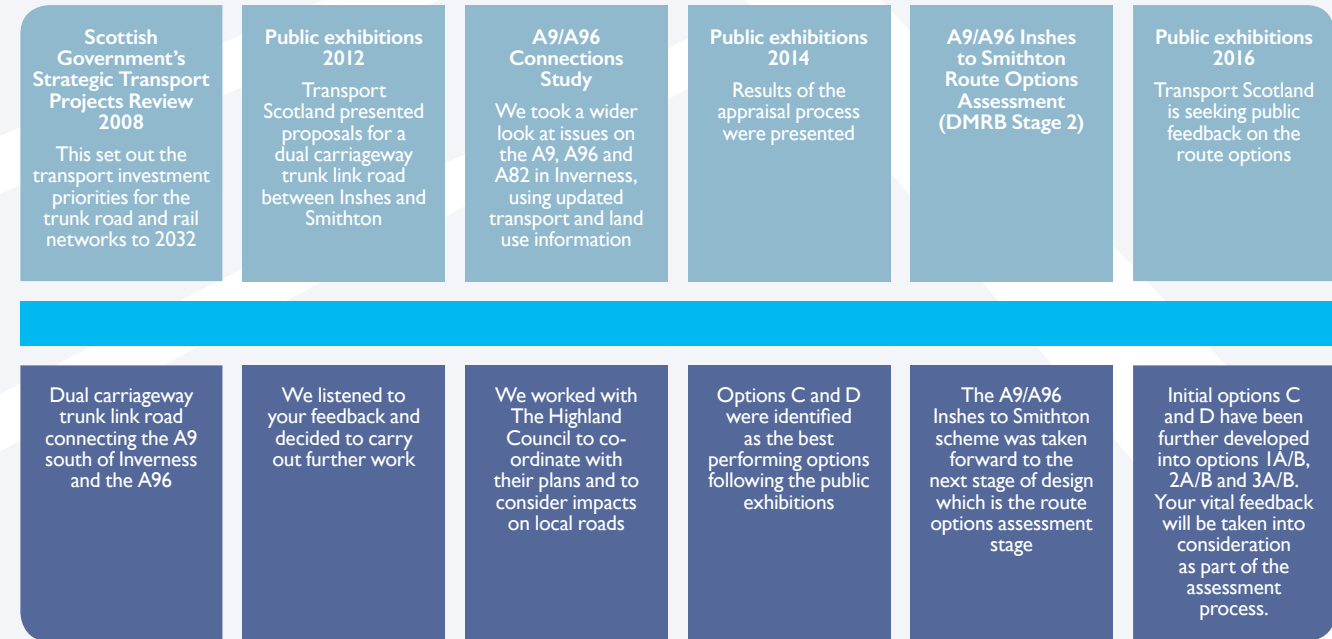 Scottish
Government’s
Strategic Transport
Projects Review
2008
This set out the
transport investment
priorities for the
trunk road and rail
networks to 2032
Public exhibitions
2012
Transport
Scotland presented
proposals for a
dual carriageway
trunk link road
between Inshes and
Smithton
A9/A96
Connections
Study
We took a wider
look at issues on
the A9, A96 and
A82 in Inverness,
using updated
transport and land
use information
Public exhibitions
2014
Results of the
appraisal process
were presented
A9/A96 Inshes
to Smithton
Route Options
Assessment
(DMRB Stage 2)
Public exhibitions
2016
Transport Scotland
is seeking public
feedback on the
route options
Dual carriageway
trunk link road
connecting the A9
south of Inverness
and the A96
We listened to
your feedback and
decided to carry
out further work
We worked with
The Highland
Council to co-
ordinate with
their plans and to
consider impacts
on local roads
Options C and D
were identified
as the best
performing options
following the public
exhibitions
The A9/A96
Inshes to Smithton
scheme was taken
forward to the
next stage of design
which is the route
options assessment
stage
Initial options C
and D have been
further developed
into options 1A/B,
2A/B and 3A/B.
Your vital feedback
will be taken into
consideration
as part of the
assessment
process.